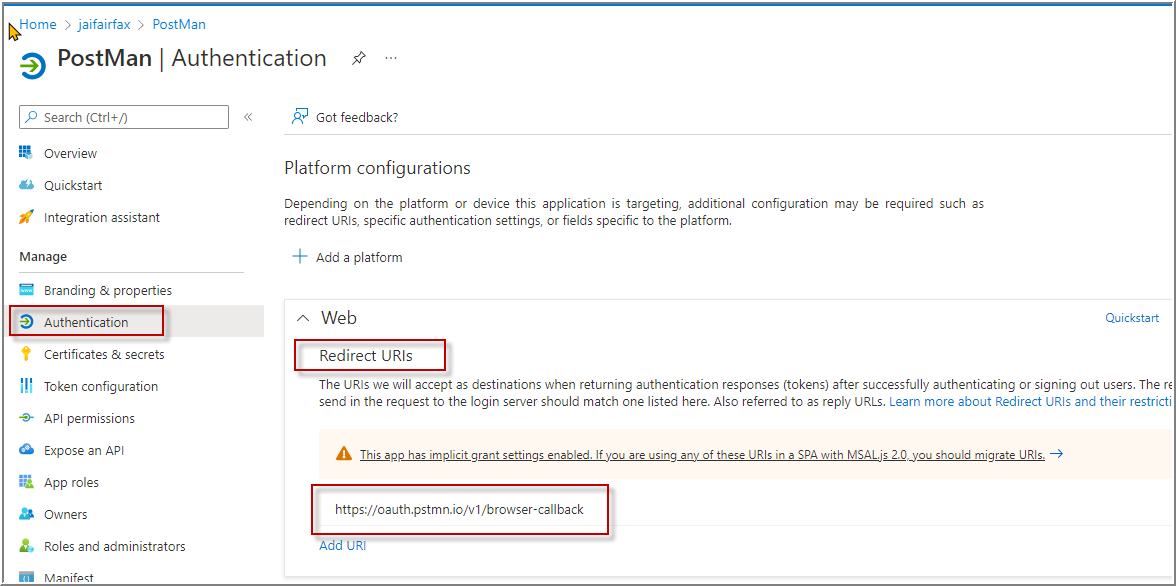 Home > jaifairfax > PostMan
PostMan | Authentication ...
Search (Ctrl+/) «
Got feedback?
Overview
Quickstart
Integration assistant
Manage
Branding & properties
Authentication
Certificates & secrets
Token configuration
API permissions
Expose an API
App roles
Owners
Roles and administrators
Manifest
Platform configurations
Depending on the platform or device this application is targeting, additional configuration may be required such as
redirect URIs, specific authentication settings, or fields specific to the platform.
+ Add a platform
Web
Quickstart
Redirect URIs
The URIs we will accept as destinations when returning authentication responses (tokens) after successfully authenticating or signing out users. The re
send in the request to the login server should match one listed here. Also referred to as reply URLs. Learn more about Redirect URIs and their restricti
This app has implicit grant settings enabled. If you are using any of these URIs in a SPA with MSAL.js 2.0, you should migrate URIs. →
https://oauth.pstmn.io/v1/browser-callback
Add URI